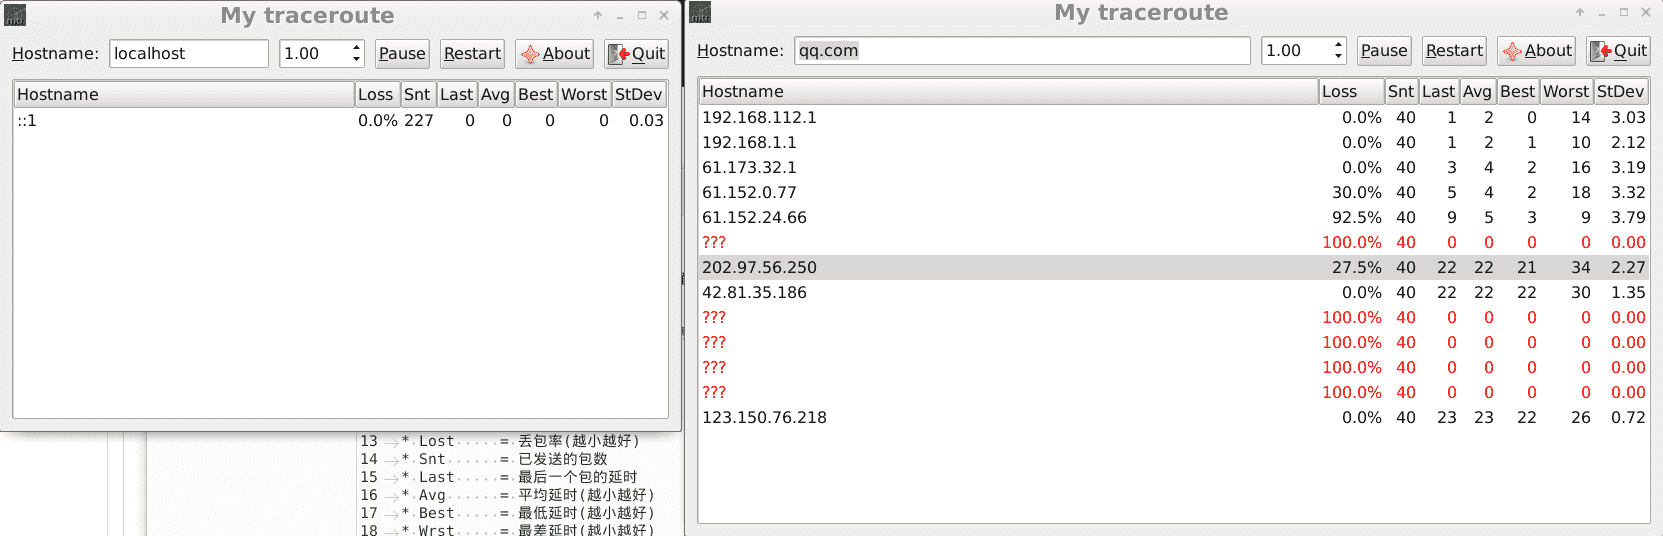 My traceroute
Hostname: localhost 1.00 Pause Restart About Quit
Hostname Loss Snt Last Avg Best Worst StDev
::1 0.0% 227 0 0 0 0 0.03
13 →* Lost = 丢包率(越小越好)
14 →* Snt = 已发送的包数
15 →* Last = 最后一个包的延时
16 →* Avg = 平均延时(越小越好)
17 →* Best = 最低延时(越小越好)
18 →* Wrst = 最差延时(越小越好)
My traceroute
Hostname: qq.com 1.00 Pause Restart About Quit
Hostname Loss Snt Last Avg Best Worst StDev
192.168.112.1 0.0% 40 1 2 0 14 3.03
192.168.1.1 0.0% 40 1 2 1 10 2.12
61.173.32.1 0.0% 40 3 4 2 16 3.19
61.152.0.77 30.0% 40 5 4 2 18 3.32
61.152.24.66 92.5% 40 9 5 3 9 3.79
??? 100.0% 40 0 0 0 0 0.00
202.97.56.250 27.5% 40 22 22 21 34 2.27
42.81.35.186 0.0% 40 22 22 22 30 1.35
??? 100.0% 40 0 0 0 0 0.00
??? 100.0% 40 0 0 0 0 0.00
??? 100.0% 40 0 0 0 0 0.00
??? 100.0% 40 0 0 0 0 0.00
123.150.76.218 0.0% 40 23 23 22 26 0.72